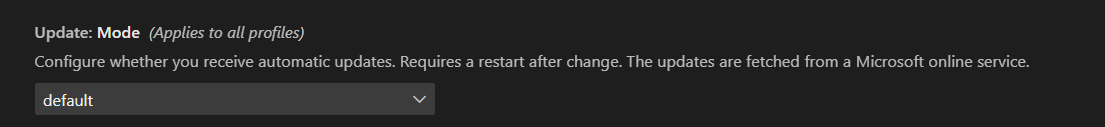 Update: Mode (Applies to all profiles)
Configure whether you receive automatic updates. Requires a restart after change. The updates are fetched from a Microsoft online service.
default